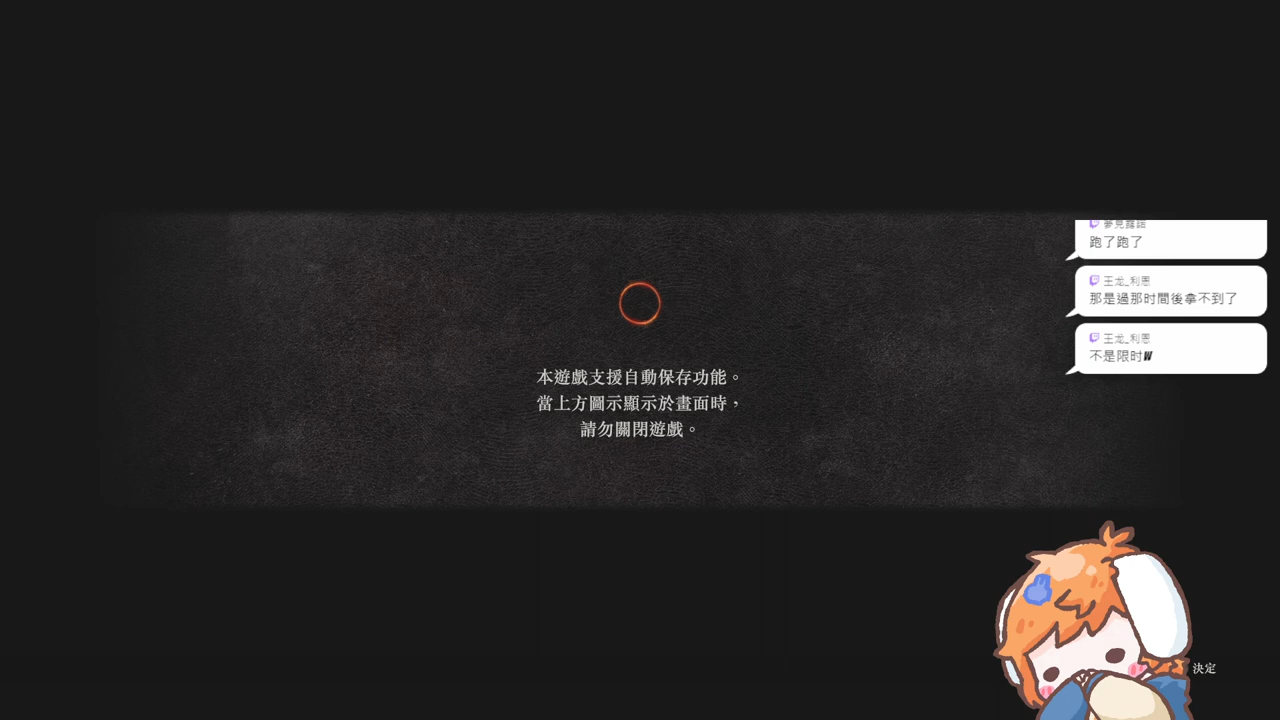 本遊戲支援自動保存功能。
當上方圖示顯示於畫面時，
請勿關閉遊戲。
跑了跑了
王龙_利恩
那是過那时間後拿不到了
王龙_利恩
不是限时W
決定